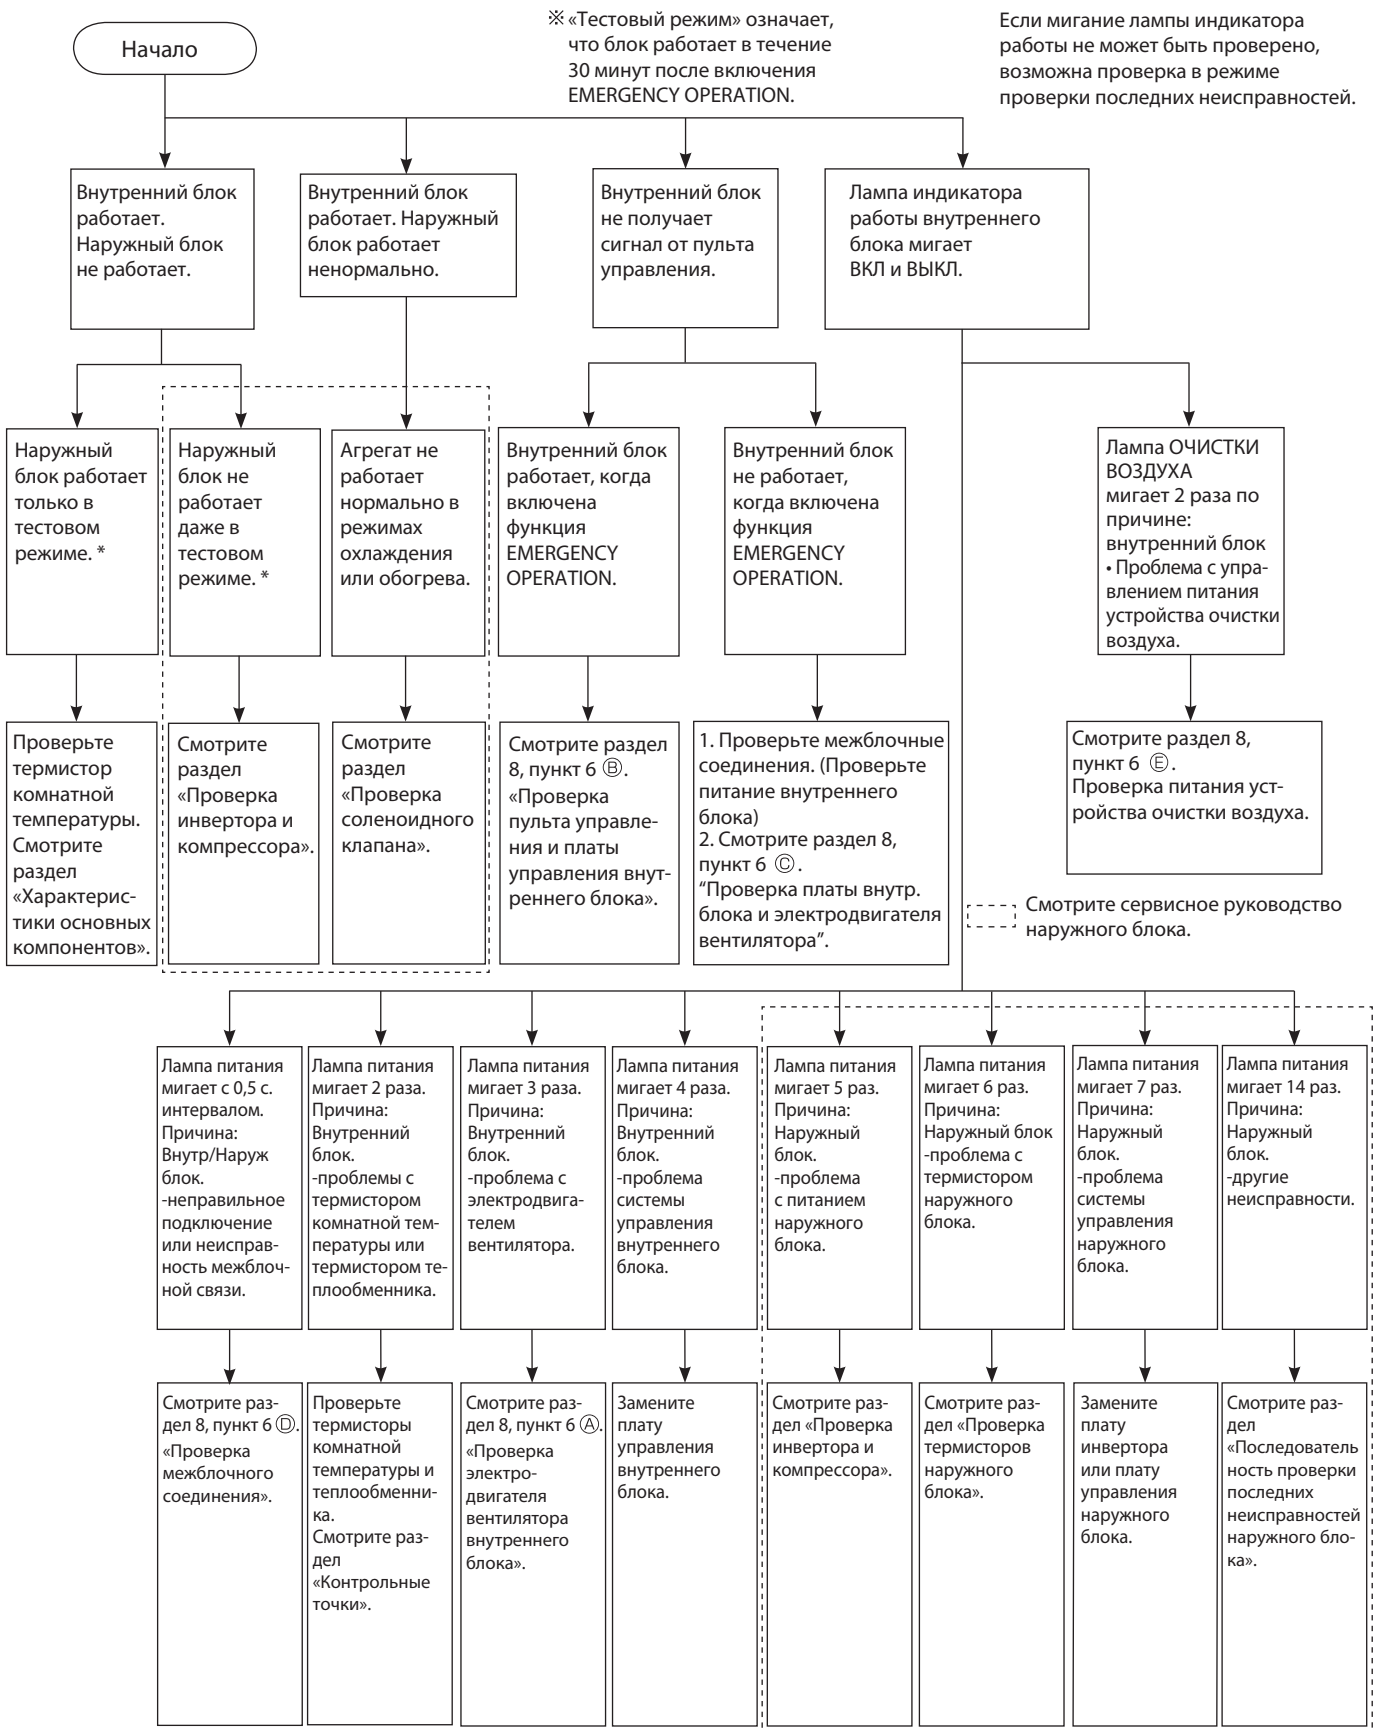 Начало
※ «Тестовый режим» означает,
что блок работает в течение
30 минут после включения
EMERGENCY OPERATION.
Если мигание лампы индикатора
работы не может быть проверено,
возможна проверка в режиме
проверки последних неисправностей.
Внутренний блок
работает.
Наружный блок
не работает.
Внутренний блок
работает. Наружный
блок работает
ненормально.
Внутренний блок
не получает
сигнал от пульта
управления.
Лампа индикатора
работы внутреннего
блока мигает
ВКЛ и ВЫКЛ.
Наружный
блок работает
только в
тестовом
режиме. *
Наружный
блок не
работает
даже в
тестовом
режиме. *
Агрегат не
работает
нормально в
режимах
охлаждения
или обогрева.
Внутренний блок
работает, когда
включена
функция
EMERGENCY
OPERATION.
Внутренний блок
не работает,
когда включена
функция
EMERGENCY
OPERATION.
Лампа ОЧИСТКИ
ВОЗДУХА
мигает 2 раза по
причине:
внутренний блок
• Проблема с упра-
влением питания
устройства очистки
воздуха.
Проверьте
термистор
комнатной
температуры.
Смотрите
раздел
«Характерис-
тики основных
компонентов».
Смотрите
раздел
«Проверка
инвертора и
компрессора».
Смотрите
раздел
«Проверка
соленоидного
клапана».
Смотрите раздел
8, пункт 6 Ⓑ.
«Проверка
пульта управле-
ния и платы
управления внут-
реннего блока».
1. Проверьте межблочные
соединения. (Проверьте
питание внутреннего
блока)
2. Смотрите раздел 8,
пункт 6 Ⓒ.
“Проверка платы внутр.
блока и электродвигателя
вентилятора”.
Смотрите раздел 8,
пункт 6 Ⓔ.
Проверка питания уст-
ройства очистки воздуха.
Смотрите сервисное руководство
наружного блока.
Лампа питания
мигает с 0,5 с.
интервалом.
Причина:
Внутр/Наруж
блок.
-неправильное
подключение
или неисправ-
ность межблоч-
ной связи.
Лампа питания
мигает 2 раза.
Причина:
Внутренний
блок.
-проблемы с
термистором
комнатной тем-
пературы или
термистором те-
плообменника.
Лампа питания
мигает 3 раза.
Причина:
Внутренний
блок.
-проблема с
электродвига-
телем
вентилятора.
Лампа питания
мигает 4 раза.
Причина:
Внутренний
блок.
-проблема
системы
управления
внутреннего
блока.
Лампа питания
мигает 5 раз.
Причина:
Наружный
блок.
-проблема
с питанием
наружного
блока.
Лампа питания
мигает 6 раз.
Причина:
Наружный блок
-проблема с
термистором
наружного
блока.
Лампа питания
мигает 7 раз.
Причина:
Наружный
блок.
-проблема
системы
управления
наружного
блока.
Лампа питания
мигает 14 раз.
Причина:
Наружный
блок.
-другие
неисправности.
Смотрите раз-
дел 8, пункт 6 Ⓓ.
«Проверка
межблочного
соединения».
Проверьте
термисторы
комнатной
температуры и
теплообменни-
ка.
Смотрите раз-
дел
«Контрольные
точки».
Смотрите раз-
дел 8, пункт 6 Ⓐ.
«Проверка
электро-
двигателя
вентилятора
внутреннего
блока».
Замените
плату
управления
внутреннего
блока.
Смотрите раз-
дел «Проверка
инвертора и
компрессора».
Смотрите раз-
дел «Проверка
термисторов
наружного
блока».
Замените
плату
инвертора
или плату
управления
наружного
блока.
Смотрите раз-
дел
«Последователь
ность проверки
последних
неисправностей
наружного бло-
ка».